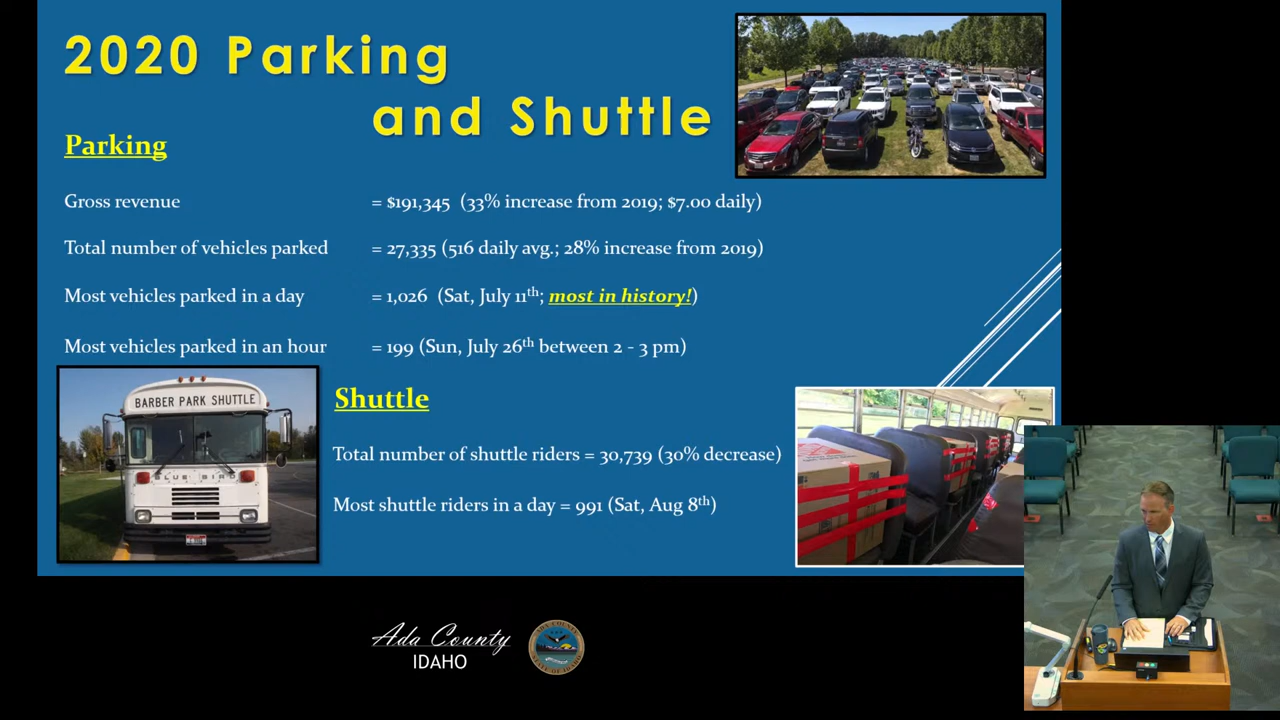 2020 Parking
and Shuttle
Parking
Gross revenue = $191,345 (33% increase from 2019; $7.00 daily)
Total number of vehicles parked = 27,335 (516 daily avg.; 28% increase from 2019)
Most vehicles parked in a day = 1,026 (Sat, July 11th; most in history!)
Most vehicles parked in an hour = 199 (Sun, July 26th between 2 - 3 pm)
BARBER PARK SHUTTLE
BLUE BIRD
Shuttle
Total number of shuttle riders = 30,739 (30% decrease)
Most shuttle riders in a day = 991 (Sat, Aug 8th)
Ada County
IDAHO